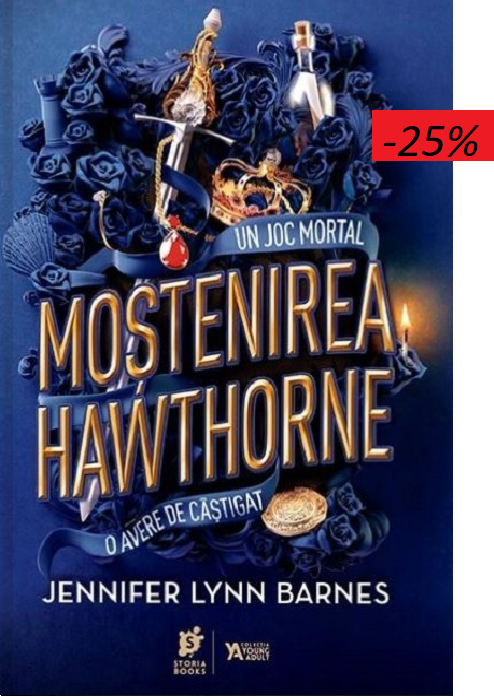 -25%
UN JOC MORTAL
MOȘTENIREA
HAWTHORNE
O AVERE DE CÂȘTIGAT
JENNIFER LYNN BARNES
S
STORIA
BOOKS
YA COLECȚIA
YOUNG
ADULT